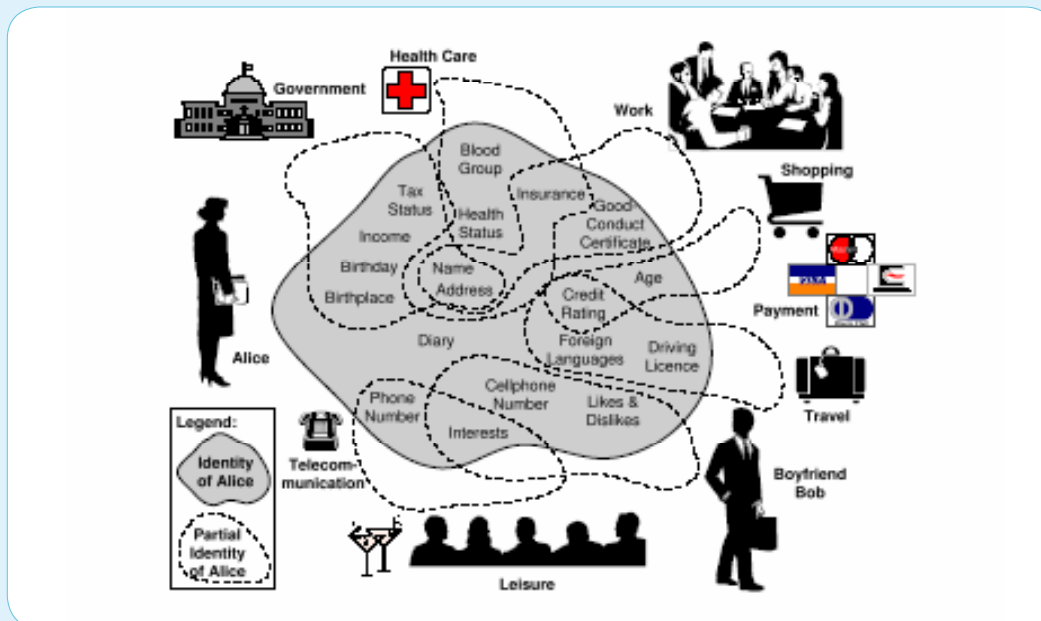 Health Care
Government
Work
Shopping
Blood
Group
Tax
Status
Insurance
Good
Conduct
Certificate
Health
Status
Income
Birthday
Name
Address
Age
Birthplace
Credit
Rating
Payment
Diary
Foreign
Languages
Driving
Licence
Alice
Travel
Cellphone
Number
Phone
Number
Likes &
Dislikes
Interests
Legend:
Identity
of Alice
Telecom-
munication
Boyfriend
Bob
Partial
Identity
of Alice
Leisure